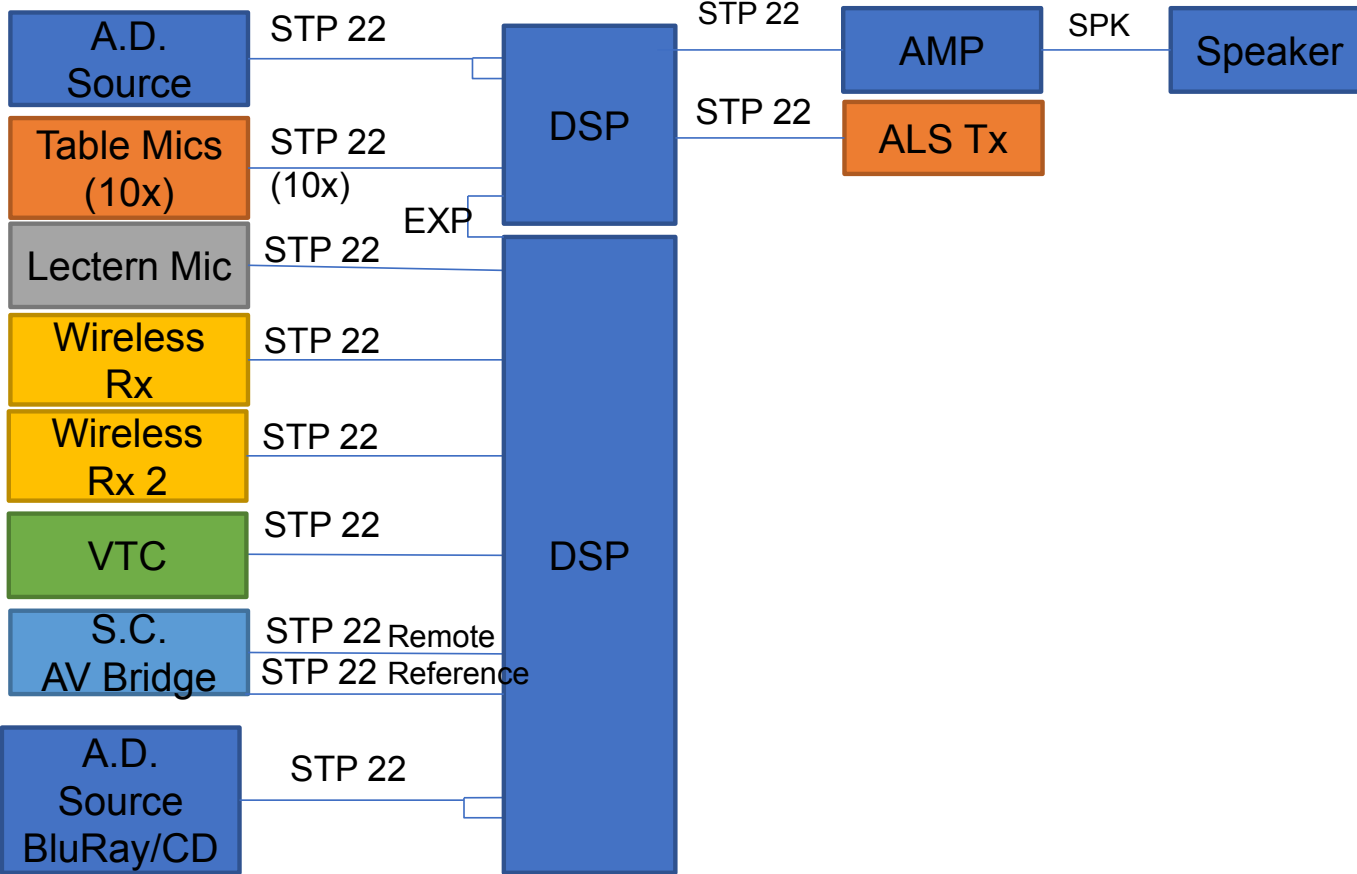 A.D.
Source
STP 22
DSP
STP 22
AMP
SPK
Speaker
STP 22
ALS Tx
Table Mics
(10x)
STP 22
(10x)
EXP
Lectern Mic
STP 22
Wireless
Rx
STP 22
Wireless
Rx 2
STP 22
VTC
STP 22
DSP
S.C.
AV Bridge
STP 22 Remote
STP 22 Reference
A.D.
Source
BluRay/CD
STP 22